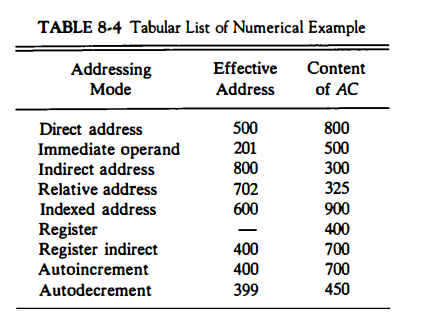 TABLE 8-4 Tabular List of Numerical Example
Addressing Effective Content
Mode Address of AC
Direct address 500 800
Immediate operand 201 500
Indirect address 800 300
Relative address 702 325
Indexed address 600 900
Register — 400
Register indirect 400 700
Autoincrement 400 700
Autodecrement 399 450